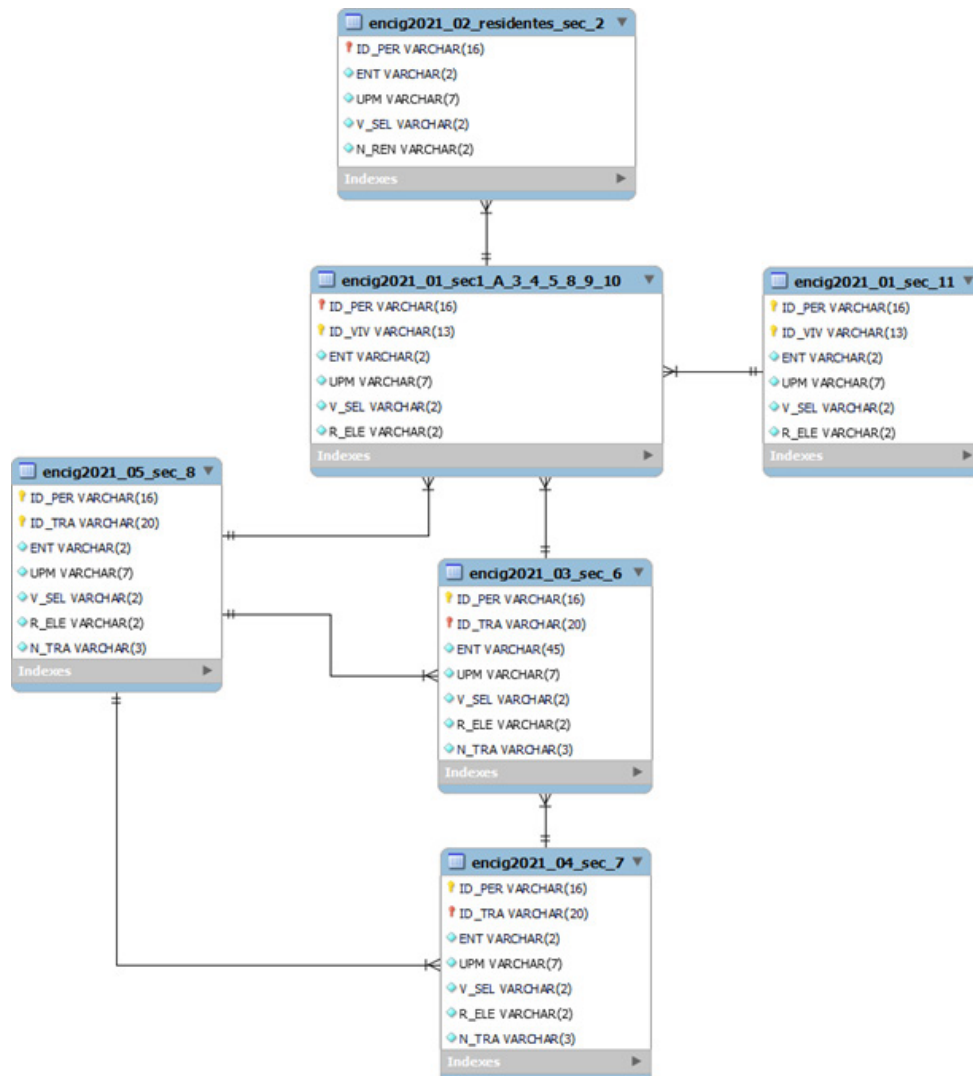 encig2021_02_residentes_sec_2
ID_PER VARCHAR(16)
ENT VARCHAR(2)
UPM VARCHAR(7)
V_SEL VARCHAR(2)
N_REN VARCHAR(2)
Indexes
encig2021_01_sec1_A_3_4_5_8_9_10
ID_PER VARCHAR(16)
ID_VIV VARCHAR(13)
ENT VARCHAR(2)
UPM VARCHAR(7)
V_SEL VARCHAR(2)
R_ELE VARCHAR(2)
Indexes
encig2021_01_sec_11
ID_PER VARCHAR(16)
ID_VIV VARCHAR(13)
ENT VARCHAR(2)
UPM VARCHAR(7)
V_SEL VARCHAR(2)
R_ELE VARCHAR(2)
Indexes
encig2021_05_sec_8
ID_PER VARCHAR(16)
ID_TRA VARCHAR(20)
ENT VARCHAR(2)
UPM VARCHAR(7)
V_SEL VARCHAR(2)
R_ELE VARCHAR(2)
N_TRA VARCHAR(3)
Indexes
encig2021_03_sec_6
ID_PER VARCHAR(16)
ID_TRA VARCHAR(20)
ENT VARCHAR(45)
UPM VARCHAR(7)
V_SEL VARCHAR(2)
R_ELE VARCHAR(2)
N_TRA VARCHAR(3)
Indexes
encig2021_04_sec_7
ID_PER VARCHAR(16)
ID_TRA VARCHAR(20)
ENT VARCHAR(2)
UPM VARCHAR(7)
V_SEL VARCHAR(2)
R_ELE VARCHAR(2)
N_TRA VARCHAR(3)
Indexes